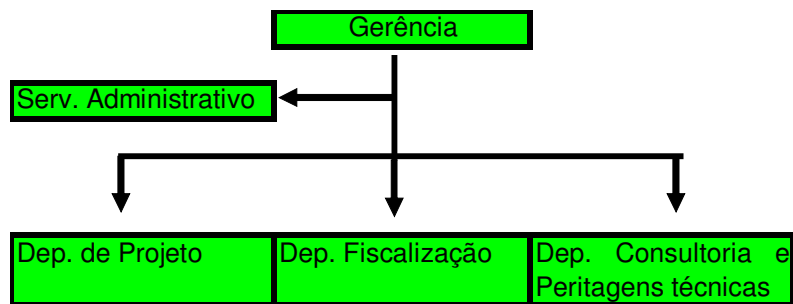 Gerência
Serv. Administrativo
Dep. de Projeto
Dep. Fiscalização
Dep. Consultoria e
Peritagens técnicas